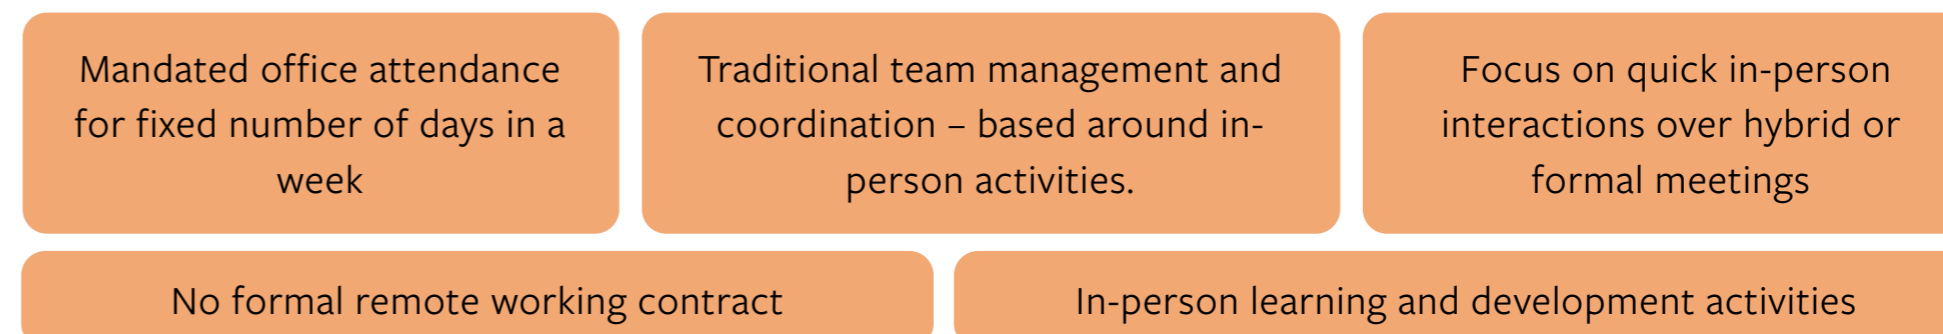 Mandated office attendance
for fixed number of days in a
week
Traditional team management and
coordination – based around in-
person activities.
Focus on quick in-person
interactions over hybrid or
formal meetings
No formal remote working contract
In-person learning and development activities